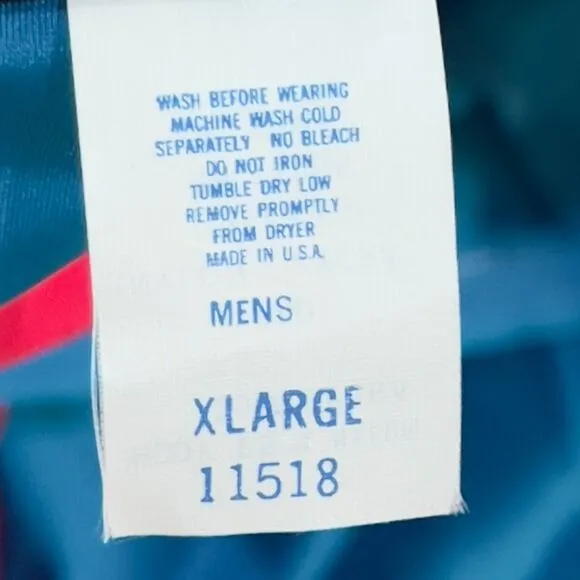 WASH BEFORE WEARING
MACHINE WASH COLD
SEPARATELY NO BLEACH
DO NOT IRON
TUMBLE DRY LOW
REMOVE PROMPTLY
FROM DRYER
MADE IN U.S.A.
MENS
XLARGE
11518